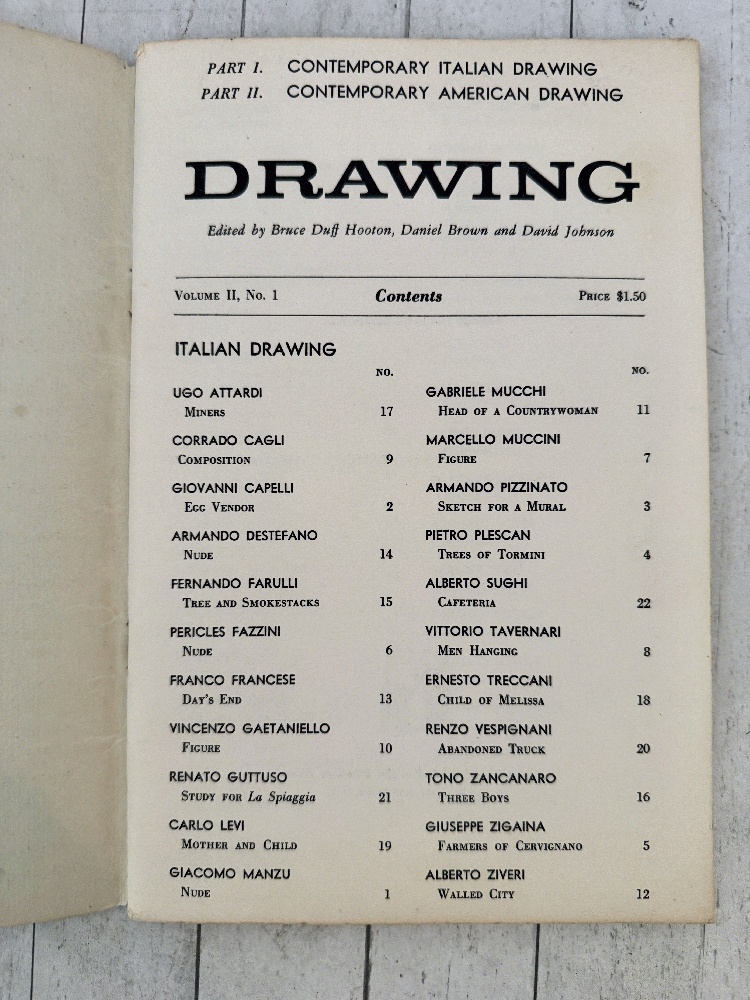 PART I. CONTEMPORARY ITALIAN DRAWING
PART II. CONTEMPORARY AMERICAN DRAWING
DRAWING
Edited by Bruce Duff Hooton, Daniel Brown and David Johnson
VOLUME II, NO. 1 Contents PRICE $1.50
ITALIAN DRAWING
NO.
UGO ATTARDI
MINERS 17
CORRADO CAGLI
COMPOSITION 9
GIOVANNI CAPELLI
EGG VENDOR 2
ARMANDO DESTEFANO
NUDE 14
FERNANDO FARULLI
TREE AND SMOKESTACKS 15
PERICLES FAZZINI
NUDE 6
FRANCO FRANCESE
DAY'S END 13
VINCENZO GAETANIELLO
FIGURE 10
RENATO GUTTUSO
STUDY FOR La Spiaggia 21
CARLO LEVI
MOTHER AND CHILD 19
GIACOMO MANZU
NUDE 1
NO.
GABRIELE MUCCHI
HEAD OF A COUNTRYWOMAN 11
MARCELLO MUCCINI
FIGURE 7
ARMANDO PIZZINATO
SKETCH FOR A MURAL 3
PIETRO PLESCAN
TREES OF TORMINI 4
ALBERTO SUGHI
CAFETERIA 22
VITTORIO TAVERNARI
MEN HANGING 8
ERNESTO TRECCANI
CHILD OF MELISSA 18
RENZO VESPIGNANI
ABANDONED TRUCK 20
TONO ZANCANARO
THREE BOYS 16
GIUSEPPE ZIGAINA
FARMERS OF CERVIGNANO 5
ALBERTO ZIVERI
WALLED CITY 12